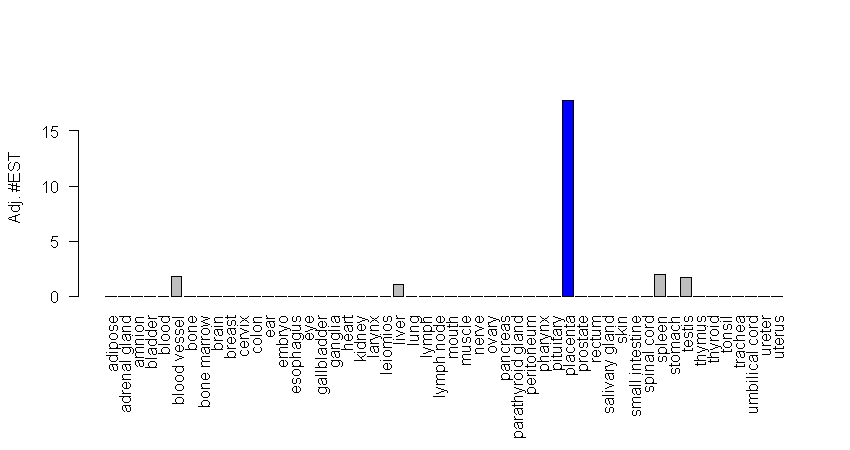 Adj. #EST
15
10
5
0
adipose
adrenal gland
amnion
bladder
blood
blood vessel
bone
bone marrow
brain
breast
cervix
colon
ear
embryo
esophagus
eye
gallbladder
ganglia
heart
kidney
larynx
leiomios
liver
lung
lymph
lymph node
mouth
muscle
nerve
ovary
pancreas
parathyroid gland
peritoneum
pharynx
pituitary
placenta
prostate
rectum
salivary gland
skin
small intestine
spinal cord
spleen
stomach
testis
thymus
thyroid
tonsil
trachea
umbilical cord
ureter
uterus